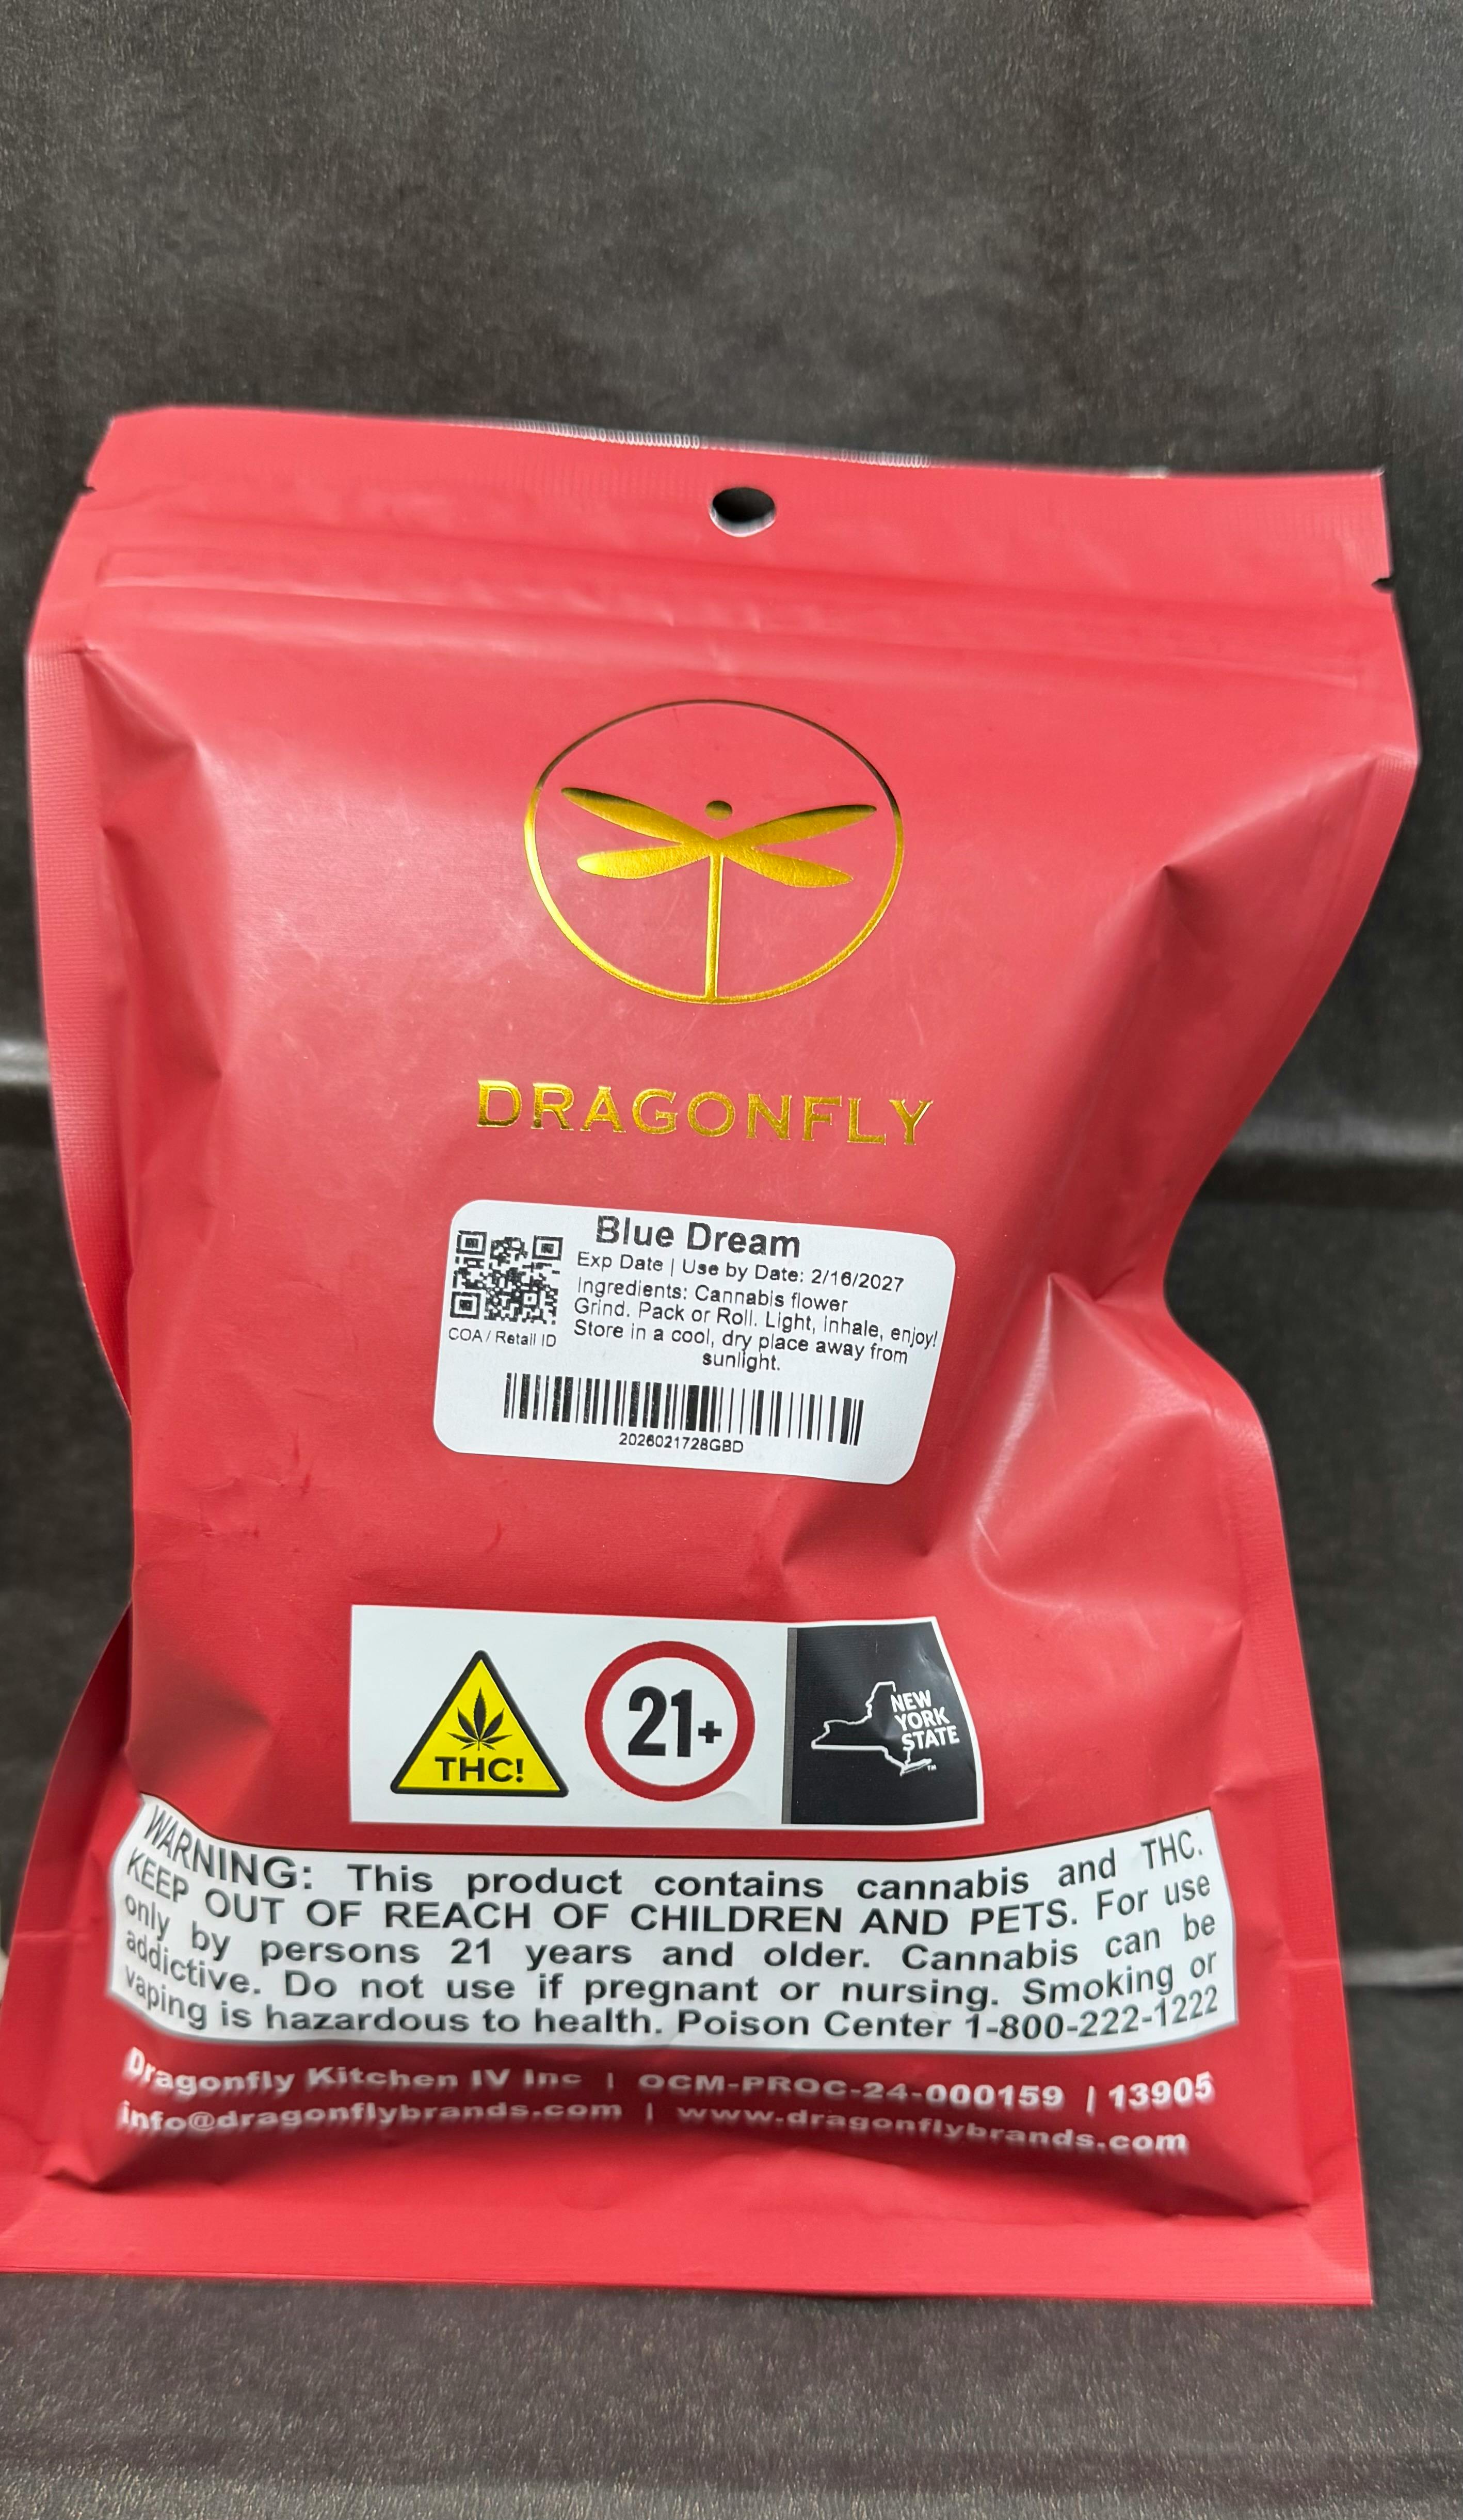 DRAGONFLY
Blue Dream
Exp Date | Use by Date: 2/16/2027
Ingredients: Cannabis flower
Grind. Pack or Roll. Light, inhale, enjoy!
Store in a cool, dry place away from
sunlight.
COA / Retail ID
2026021728GBD
THC!
21+
NEW
YORK
STATE
TM
WARNING: This product contains cannabis and THC.
KEEP OUT OF REACH OF CHILDREN AND PETS. For use
only by persons 21 years and older. Cannabis can be
addictive. Do not use if pregnant or nursing. Smoking or
vaping is hazardous to health. Poison Center 1-800-222-1222
Dragonfly Kitchen IV Inc | OCM-PROC-24-000159 | 13905
info@dragonflybrands.com | www.dragonflybrands.com